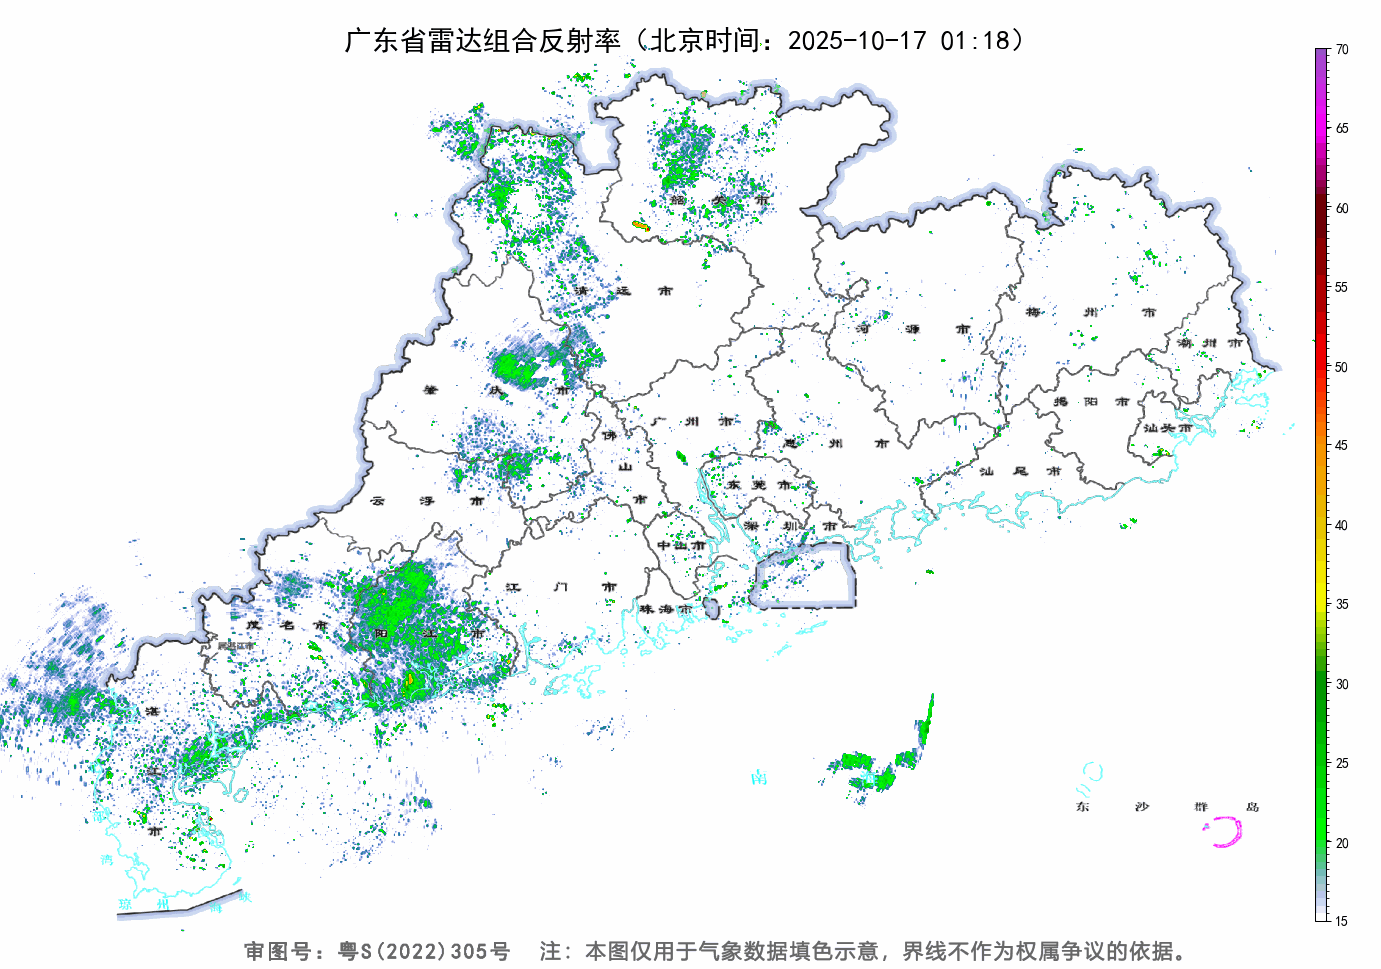 广东省雷达组合反射率（北京时间：2025-10-17 01:18）
70
65
60
55
50
45
40
35
30
25
20
15
韶关市
清远市
河源市
梅州市
潮州市
肇庆市
揭阳市
汕头市
广州市
佛山市
惠州市
汕尾市
云浮市
东莞市
深圳市
中山市
江门市
珠海市
茂名市
阳江市
湛江市
南
东沙群岛
湾
琼州海峡
审图号：粤S(2022)305号 注：本图仅用于气象数据填色示意，界线不作为权属争议的依据。